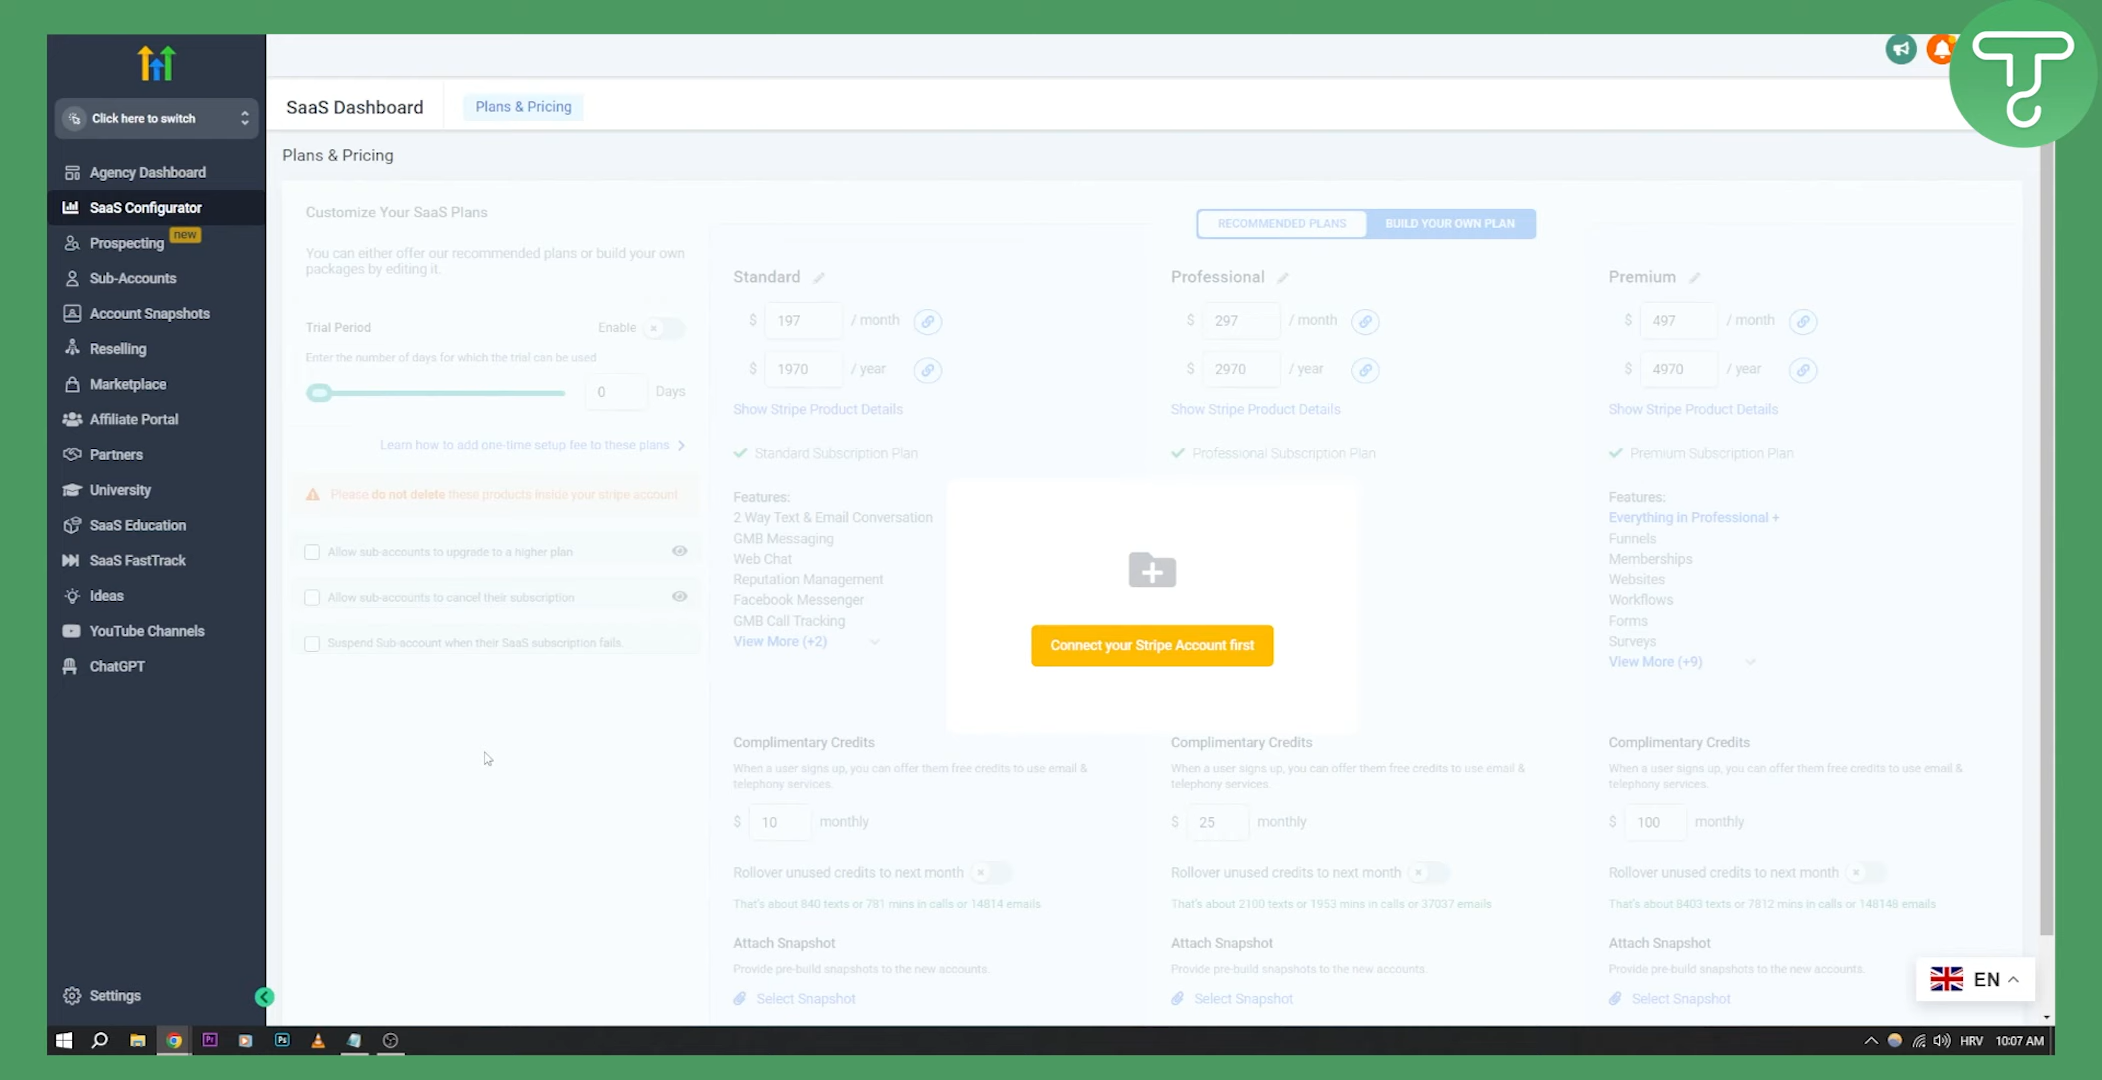 Click here to switch
Agency Dashboard
SaaS Configurator
Prospecting
new
Sub-Accounts
Account Snapshots
Reselling
Marketplace
Affiliate Portal
Partners
University
SaaS Education
SaaS FastTrack
Ideas
YouTube Channels
ChatGPT
Settings
SaaS Dashboard
Plans & Pricing
Plans & Pricing
Customize Your SaaS Plans
You can either offer our recommended plans or build your own
packages by editing it.
Trial Period
Enable
Enter the number of days for which the trial can be used
0
Days
Learn how to add one-time setup fee to these plans
Please do not delete these products inside your stripe account
Allow sub-accounts to upgrade to a higher plan
Allow sub-accounts to cancel their subscription
Suspend Sub-account when their SaaS subscription fails.
RECOMMENDED PLANS
BUILD YOUR OWN PLAN
Standard
$ 197 / month
$ 1970 / year
Show Stripe Product Details
Standard Subscription Plan
Features:
2 Way Text & Email Conversation
GMB Messaging
Web Chat
Reputation Management
Facebook Messenger
GMB Call Tracking
View More (+2)
Complimentary Credits
When a user signs up, you can offer them free credits to use email &
telephony services.
$ 10 monthly
Rollover unused credits to next month
That's about 840 texts or 781 mins in calls or 14814 emails
Attach Snapshot
Provide pre-build snapshots to the new accounts.
Select Snapshot
Professional
$ 297 / month
$ 2970 / year
Show Stripe Product Details
Professional Subscription Plan
Connect your Stripe Account first
Complimentary Credits
When a user signs up, you can offer them free credits to use email &
telephony services.
$ 25 monthly
Rollover unused credits to next month
That's about 2100 texts or 1953 mins in calls or 37037 emails
Attach Snapshot
Provide pre-build snapshots to the new accounts.
Select Snapshot
Premium
$ 497 / month
$ 4970 / year
Show Stripe Product Details
Premium Subscription Plan
Features:
Everything in Professional +
Funnels
Memberships
Websites
Workflows
Forms
Surveys
View More (+9)
Complimentary Credits
When a user signs up, you can offer them free credits to use email &
telephony services.
$ 100 monthly
Rollover unused credits to next month
That's about 8403 texts or 7812 mins in calls or 148148 emails
Attach Snapshot
Provide pre-build snapshots to the new accounts.
Select Snapshot
EN
Pr
Ps
HRV
10:07 AM